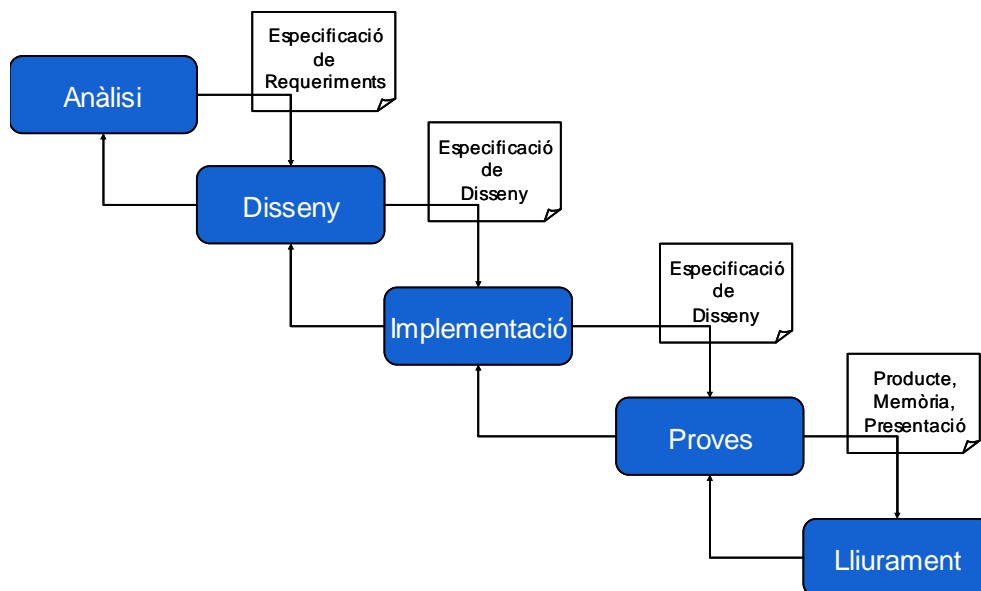 Especificació
de
Requeriments
Anàlisi
Especificació
de
Disseny
Disseny
Especificació
de
Disseny
Implementació
Producte,
Memòria,
Presentació
Proves
Lliurament